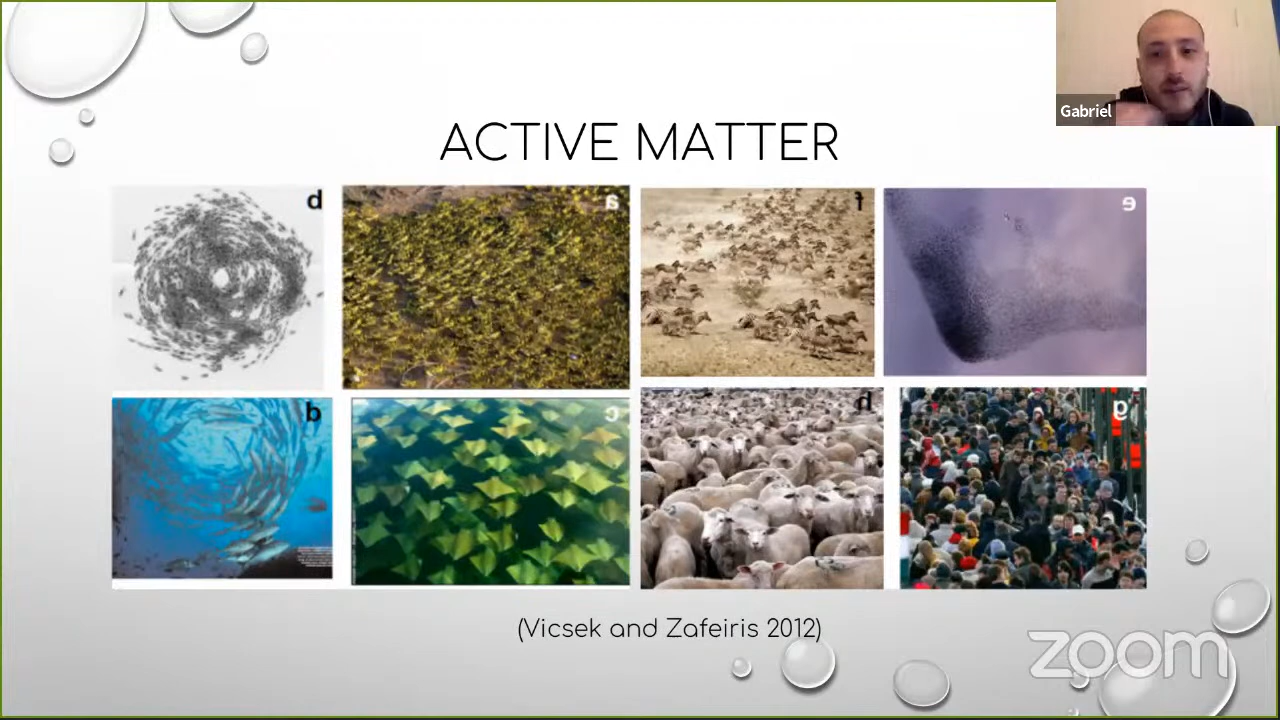 Gabriel
ACTIVE MATTER
d a f e
b c h g
(Vicsek and Zafeiris 2012)
zoom